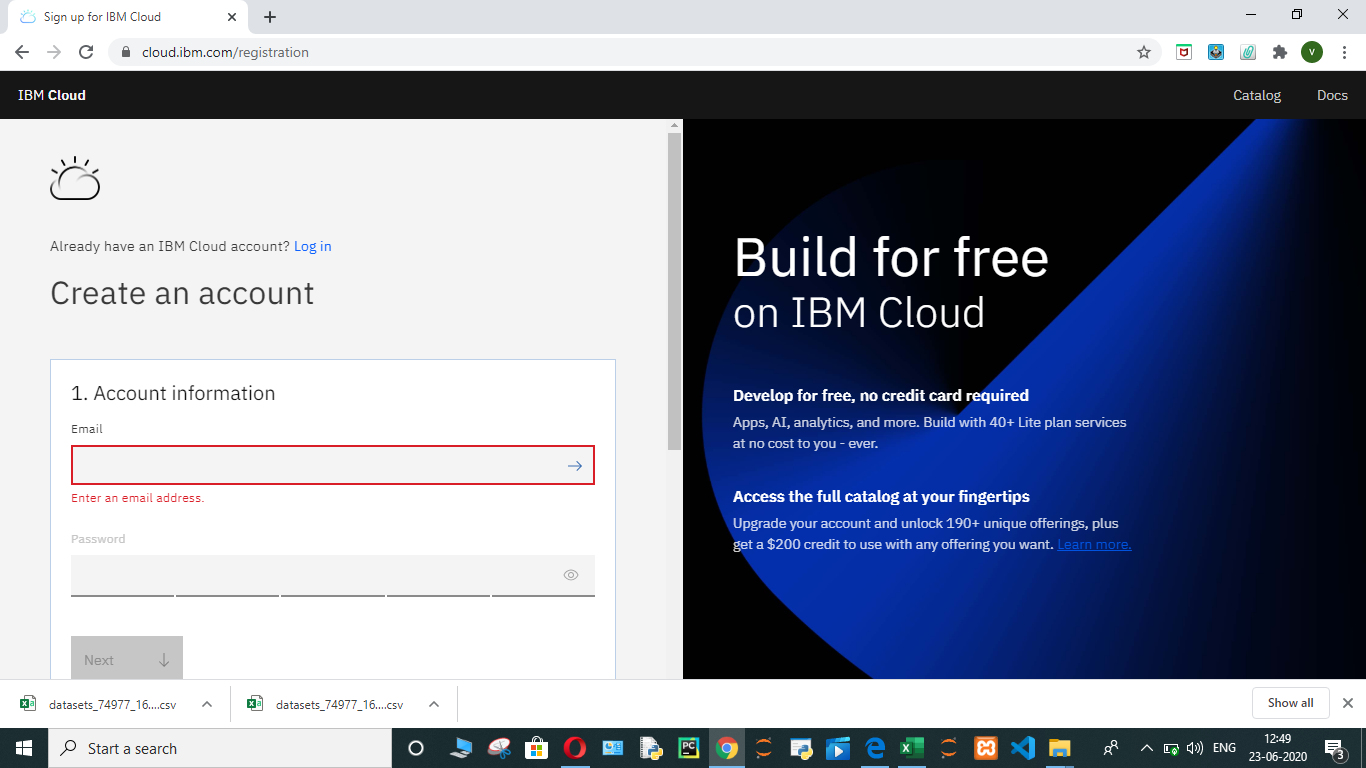 Sign up for IBM Cloud
cloud.ibm.com/registration
V
IBM Cloud
Catalog
Docs
Already have an IBM Cloud account? Log in
Create an account
1. Account information
Email
Enter an email address.
Password
Next
Build for free
on IBM Cloud
Develop for free, no credit card required
Apps, AI, analytics, and more. Build with 40+ Lite plan services
at no cost to you - ever.
Access the full catalog at your fingertips
Upgrade your account and unlock 190+ unique offerings, plus
get a $200 credit to use with any offering you want. Learn more.
datasets_74977_16....csv
datasets_74977_16....csv
Show all
Start a search
PC
ENG
12:49
23-06-2020
3